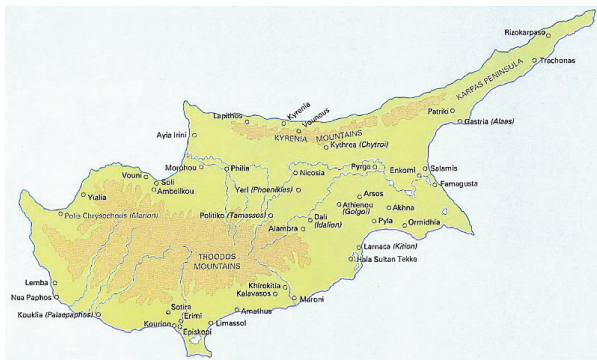 Rizokarpaso
Trachonas
KARPAS PENINSULA
Patriki
Gastria (Alaas)
Kyrenia
Vounous
Lapithos
KYRENIA MOUNTAINS
Ayia Irini
Kythrea (Chytroi)
Morphou
Philia
Nicosia
Pyrga
Enkomi
Salamis
Famagusta
Vouni
Soli
Ambelikou
Yialia
Yeri (Phoenikies)
Arsos
Athienou
(Golgoi)
Akhna
Polis Chrysochois (Marion)
Politiko (Tamassos)
Dali
(Idalion)
Pyla
Ormidhia
Alambra
TROODOS
MOUNTAINS
Larnaca (Kition)
Hala Sultan Tekke
Lemba
Nea Paphos
Khirokitia
Kalavasos
Maroni
Kouklia (Palaepaphos)
Sotira
Erimi
Kourion
Episkopi
Limassol
Amathus